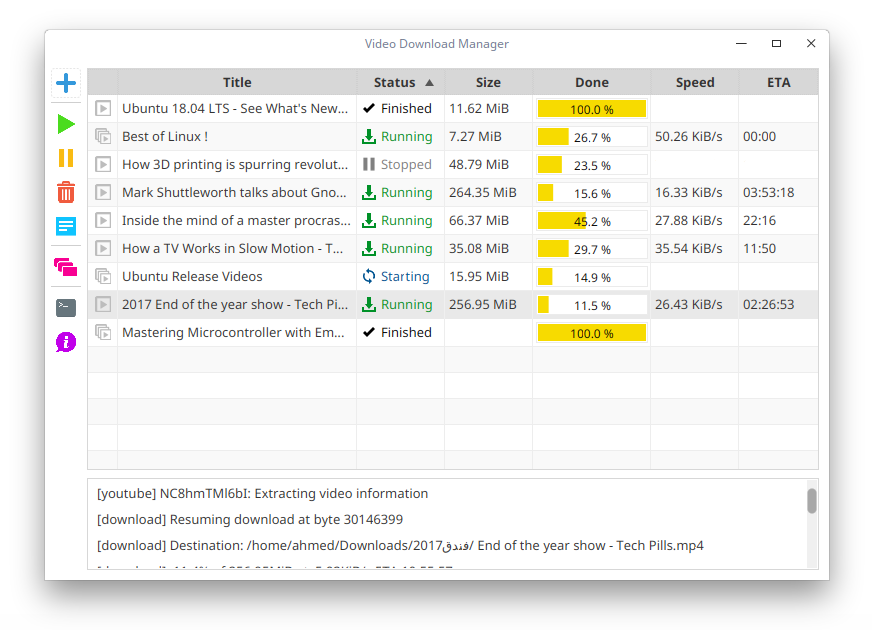 Video Download Manager
Title Status Size Done Speed ETA
Ubuntu 18.04 LTS - See What's New... Finished 11.62 MiB 100.0 %
Best of Linux ! Running 7.27 MiB 26.7 % 50.26 KiB/s 00:00
How 3D printing is spurring revolut... Stopped 48.79 MiB 23.5 %
Mark Shuttleworth talks about Gno... Running 264.35 MiB 15.6 % 16.33 KiB/s 03:53:18
Inside the mind of a master procras... Running 66.37 MiB 45.2 % 27.88 KiB/s 22:16
How a TV Works in Slow Motion - T... Running 35.08 MiB 29.7 % 35.54 KiB/s 11:50
Ubuntu Release Videos Starting 15.95 MiB 14.9 %
2017 End of the year show - Tech Pi... Running 256.95 MiB 11.5 % 26.43 KiB/s 02:26:53
Mastering Microcontroller with Em... Finished 100.0 %
[youtube] NC8hmTMl6bI: Extracting video information
[download] Resuming download at byte 30146399
[download] Destination: /home/ahmed/Downloads/فندق2017/ End of the year show - Tech Pills.mp4